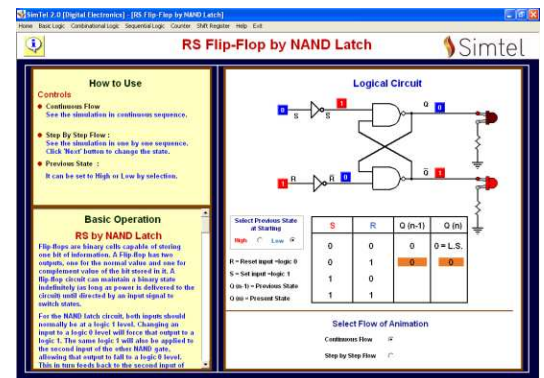 SimTel 2.0 [Digital Electronics] - [RS Flip-Flop by NAND Latch]
Home Basic Logic Combinational Logic Sequential Logic Counter Shift Register Help Exit
RS Flip-Flop by NAND Latch
Simtel
How to Use
Controls
Continuous Flow
See the simulation in continuous sequence.
Step By Step Flow :
See the simulation in one by one sequence.
Click 'Next' button to change the state.
Previous State :
It can be set to High or Low by selection.
Basic Operation
RS by NAND Latch
Flip-flops are binary cells capable of storing
one bit of information. A Flip-flop has two
outputs, one for the normal value and one for
complement value of the bit stored in it. A
flip-flop circuit can maintain a binary state
indefinitely (as long as power is delivered to the
circuit) until directed by an input signal to
switch states.
For the NAND latch circuit, both inputs should
normally be at a logic 1 level. Changing an
input to a logic 0 level will force that output to a
logic 1. The same logic 1 will also be applied to
the second input of the other NAND gate,
allowing that output to fall to a logic 0 level.
This in turn feeds back to the second input of
Logical Circuit
0 S 1 S̅ Q 0
1 R R̅ 0 Q̅ 1
Select Previous State
at Starting
High Low
R = Reset input =logic 0
S = Set input =logic 1
Q (n-1) = Previous State
Q (n) = Present State
S R Q (n-1) Q (n)
0 0 0 0 = L.S.
0 1 0 0
1 0
1 1
Select Flow of Animation
Continuous Flow
Step by Step Flow